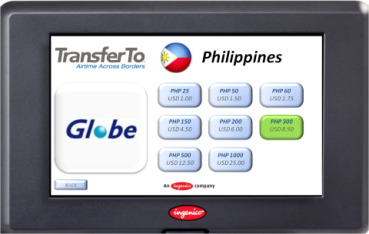 TransferTo
Airtime Across Borders
Philippines
Globe
PHP 25
USD 1.00
PHP 50
USD 1.50
PHP 60
USD 1.75
PHP 150
USD 4.50
PHP 200
USD 6.00
PHP 300
USD 8.50
PHP 500
USD 12.50
PHP 1000
USD 25.00
An ingenico company
ingenico